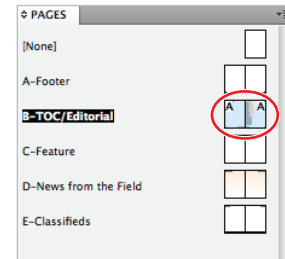 PAGES
[None]
A-Footer
B-TOC/Editorial
A A
C-Feature
D-News from the Field
E-Classifieds